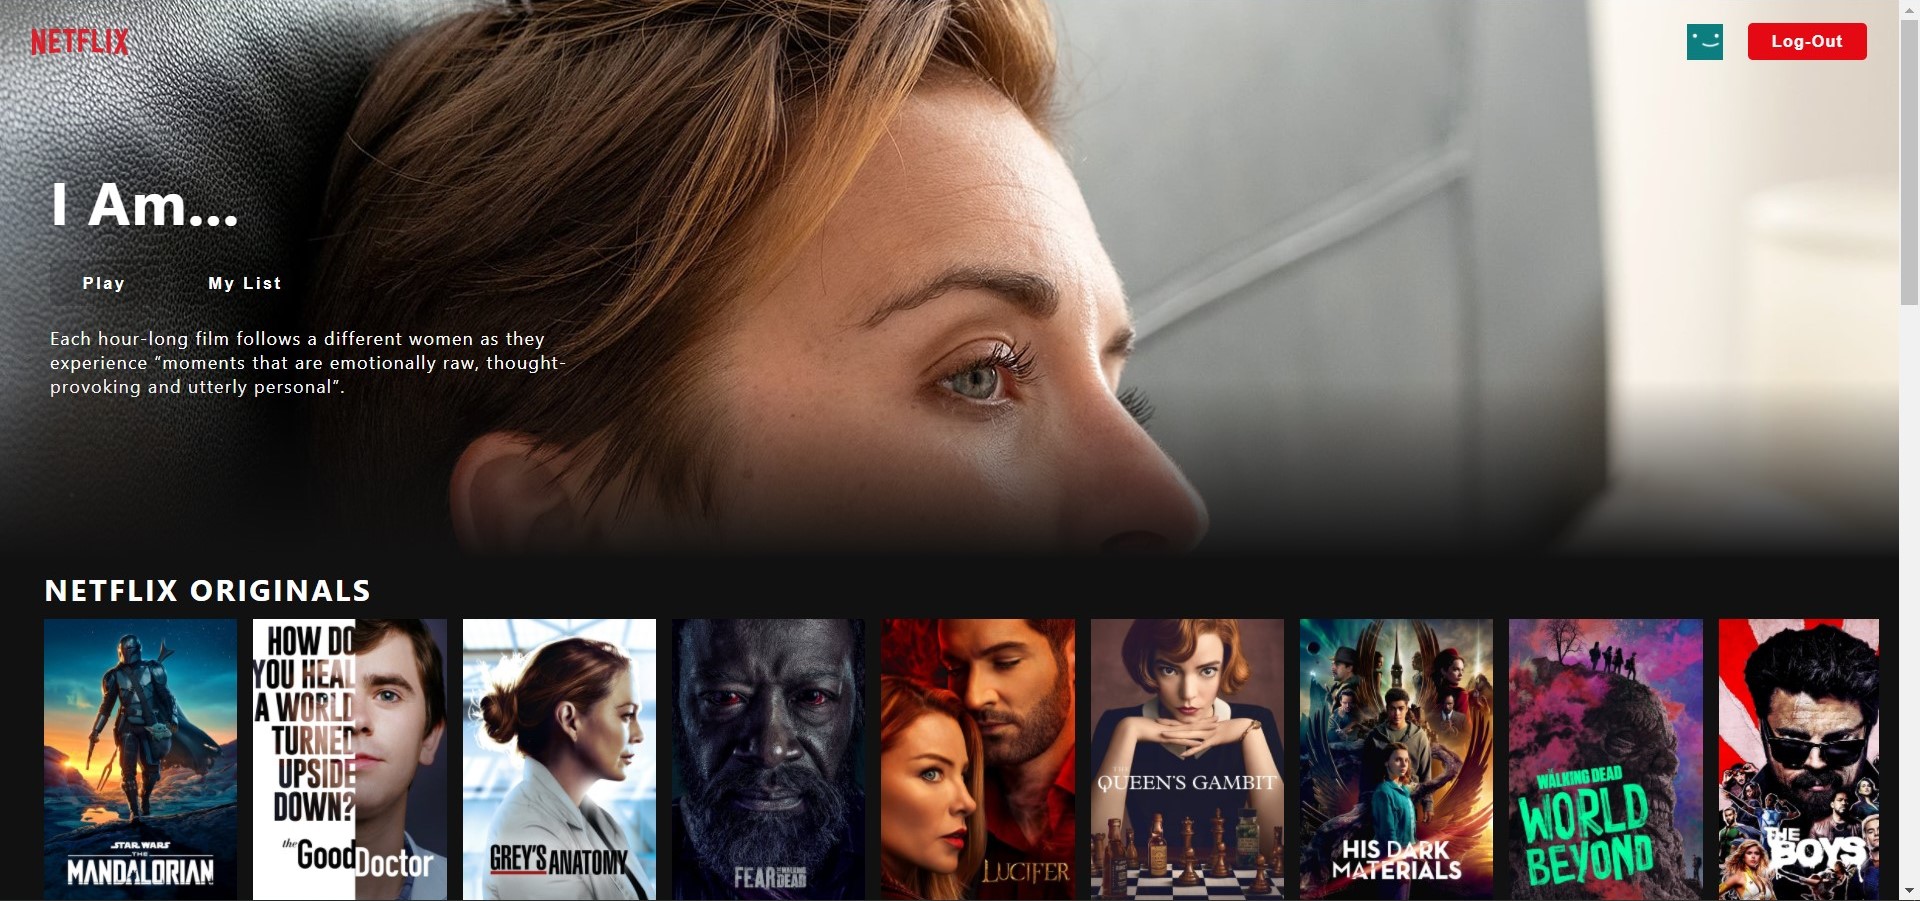 NETFLIX
Log-Out
I Am...
Play
My List
Each hour-long film follows a different women as they
experience “moments that are emotionally raw, thought-
provoking and utterly personal”.
NETFLIX ORIGINALS
STAR WARS
THE
MANDALORIAN
HOW DO
YOU HEAL
A WORLD
TURNED
UPSIDE
DOWN?
the
Good Doctor
GREY'S ANATOMY
FEAR THE WALKING DEAD
LUCIFER
THE
QUEEN'S GAMBIT
HIS DARK
MATERIALS
WALKING DEAD
WORLD
BEYOND
THE
BOYS